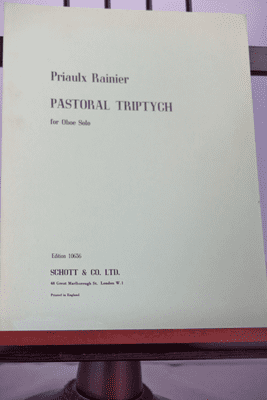 Priaulx Rainier
PASTORAL TRIPTYCH
for Oboe Solo
Edition 10656
SCHOTT & CO. LTD.
48 Great Marlborough St. London W.1
Printed in England